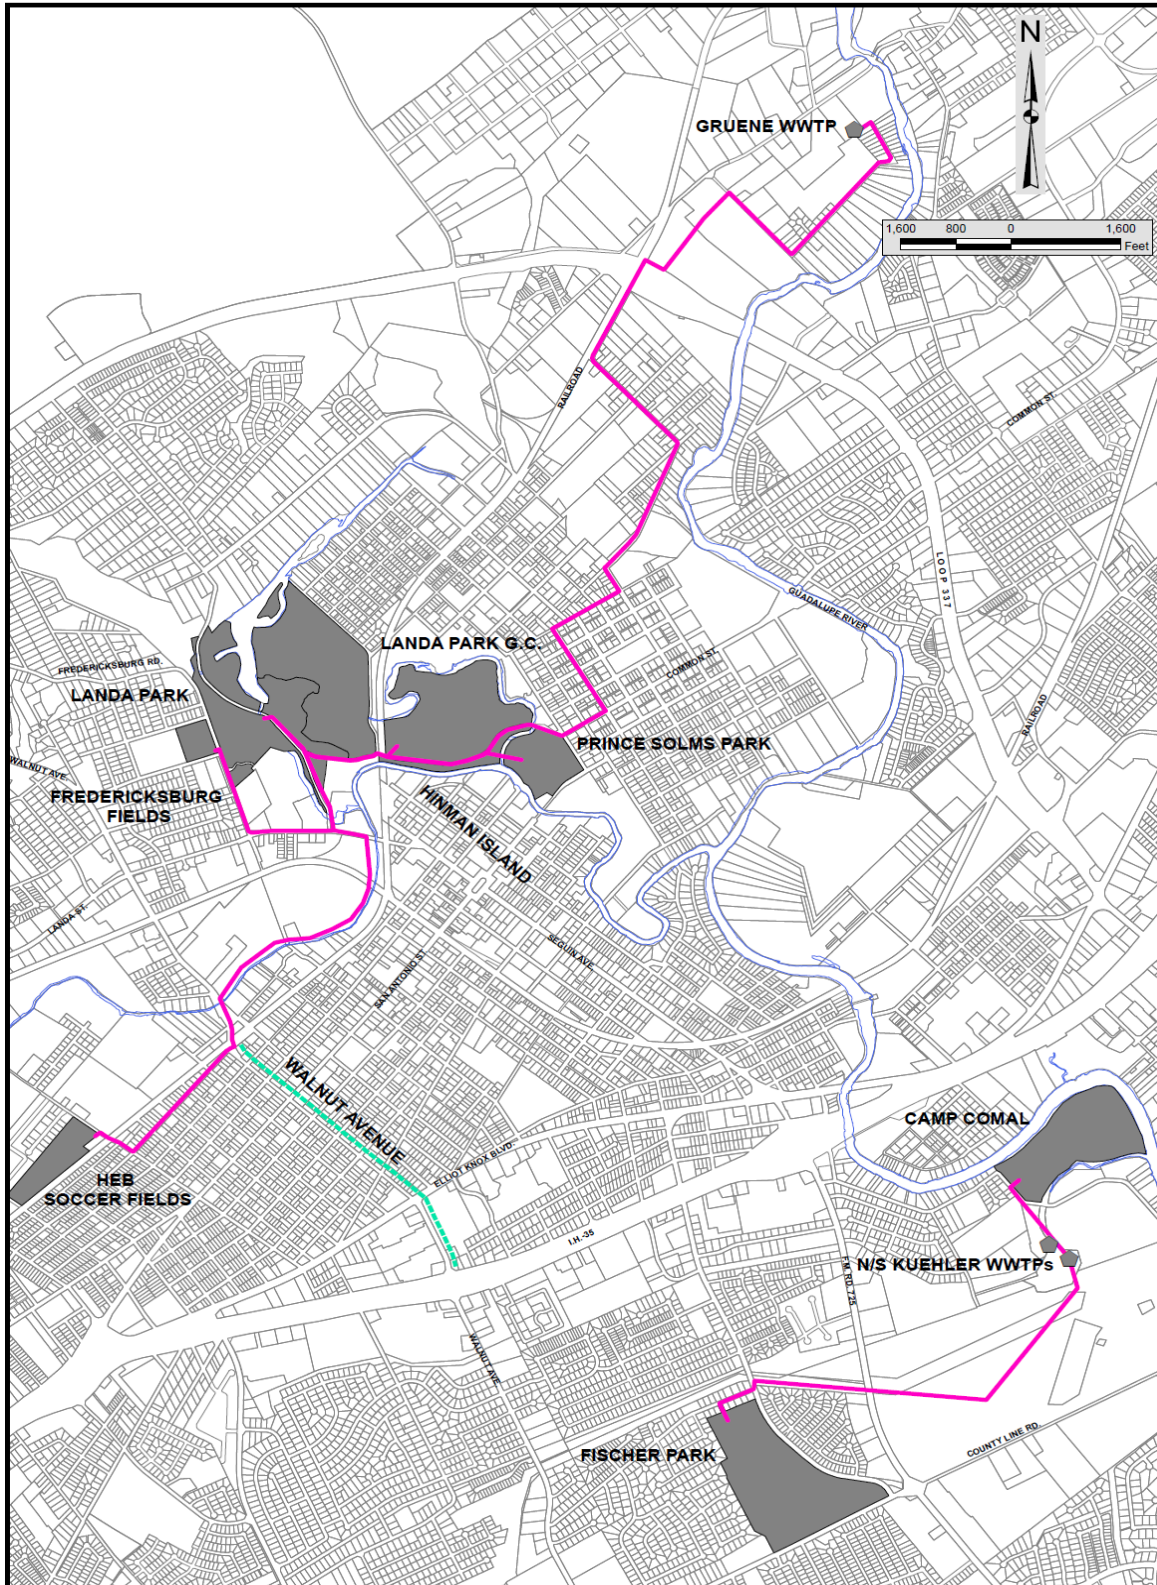 N
GRUENE WWTP
1,600 800 0 1,600
Feet
RAILROAD
COMMON ST.
LOOP 337
GUADALUPE RIVER
LANDA PARK G.C.
FREDERICKSBURG RD.
COMMON ST.
LANDA PARK
RAILROAD
PRINCE SOLMS PARK
WALNUT AVE.
FREDERICKSBURG
FIELDS
HINMAN ISLAND
LANDA ST.
SEGUIN AVE.
SAN ANTONIO ST.
WALNUT AVENUE
CAMP COMAL
ELLIOT KNOX BLVD.
HEB
SOCCER FIELDS
I.H.-35
N/S KUEHLER WWTPs
F.M. RD. 725
WALNUT AVE.
COUNTY LINE RD.
FISCHER PARK